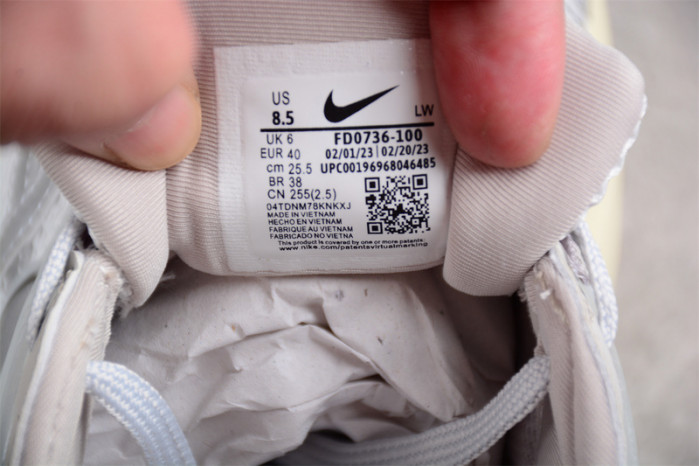 US
8.5
LW
UK 6
FD0736-100
EUR 40
02/01/23 | 02/20/23
cm 25.5
UPC00196968046485
BR 38
CN 255(2.5)
04TDNM78KNKXJ
MADE IN VIETNAM
HECHO EN VIETNAM
FABRIQUE AU VIETNAM
FABRICADO NO VIETNA
This product is covered by one or more patents
www.nike.com/patentsvirtualmarking